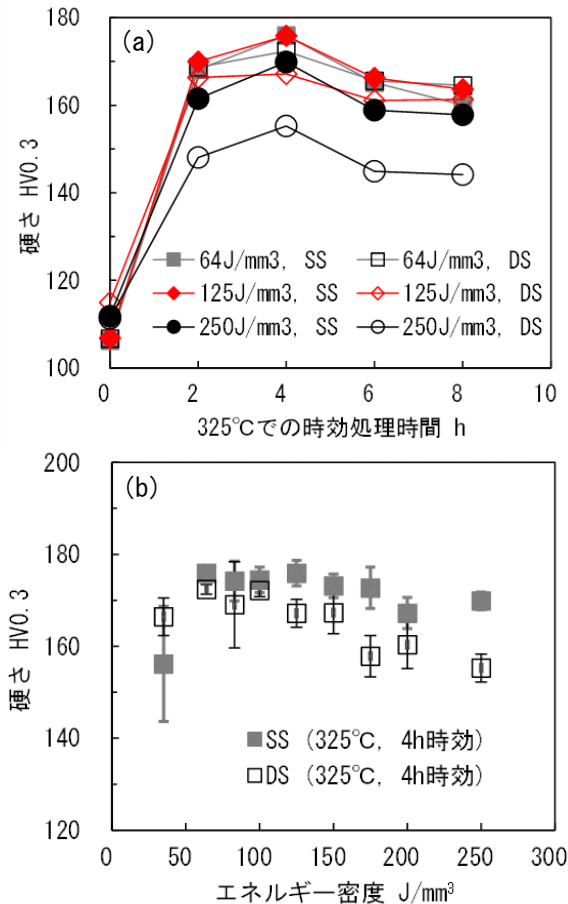 (a)
180
160
140
120
100
硬さ HV0.3
64J/mm3, SS
64J/mm3, DS
125J/mm3, SS
125J/mm3, DS
250J/mm3, SS
250J/mm3, DS
0 2 4 6 8 10
325℃での時効処理時間 h
(b)
200
180
160
140
120
硬さ HV0.3
SS (325℃, 4h時効)
DS (325℃, 4h時効)
0 50 100 150 200 250 300
エネルギー密度 J/mm³